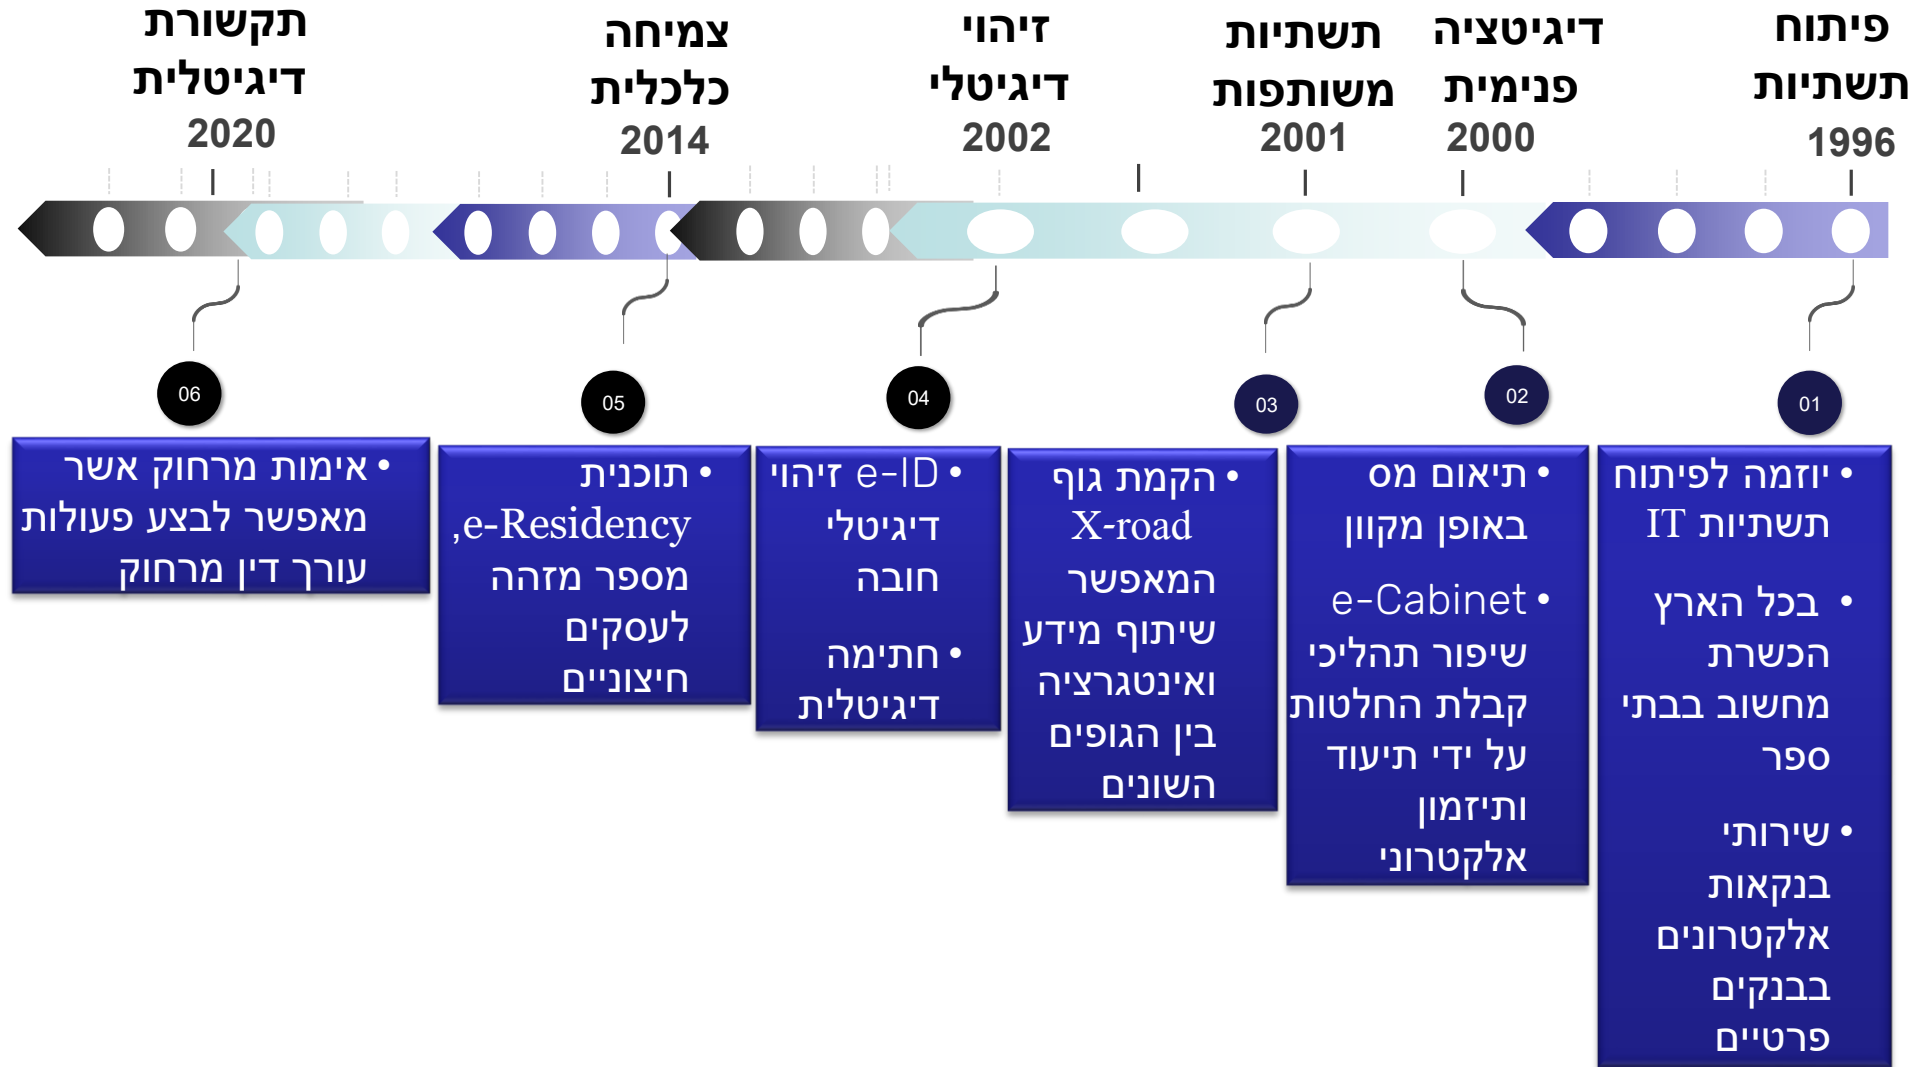 פיתוח
תשתיות
1996
דיגיטציה
פנימית
2000
תשתיות
משותפות
2001
זיהוי
דיגיטלי
2002
צמיחה
כלכלית
2014
תקשורת
דיגיטלית
2020
01
• יוזמה לפיתוח
תשתיות IT
• בכל הארץ
הכשרת
מחשוב בבתי
ספר
• שירותי
בנקאות
אלקטרונים
בבנקים
פרטיים
02
• תיאום מס
באופן מקוון
• e-Cabinet
שיפור תהליכי
קבלת החלטות
על ידי תיעוד
ותיזמון
אלקטרוני
03
• הקמת גוף
X-road
המאפשר
שיתוף מידע
ואינטגרציה
בין הגופים
השונים
04
• e-ID זיהוי
דיגיטלי
חובה
• חתימה
דיגיטלית
05
• תוכנית
e-Residency,
מספר מזהה
לעסקים
חיצוניים
06
• אימות מרחוק אשר
מאפשר לבצע פעולות
עורך דין מרחוק